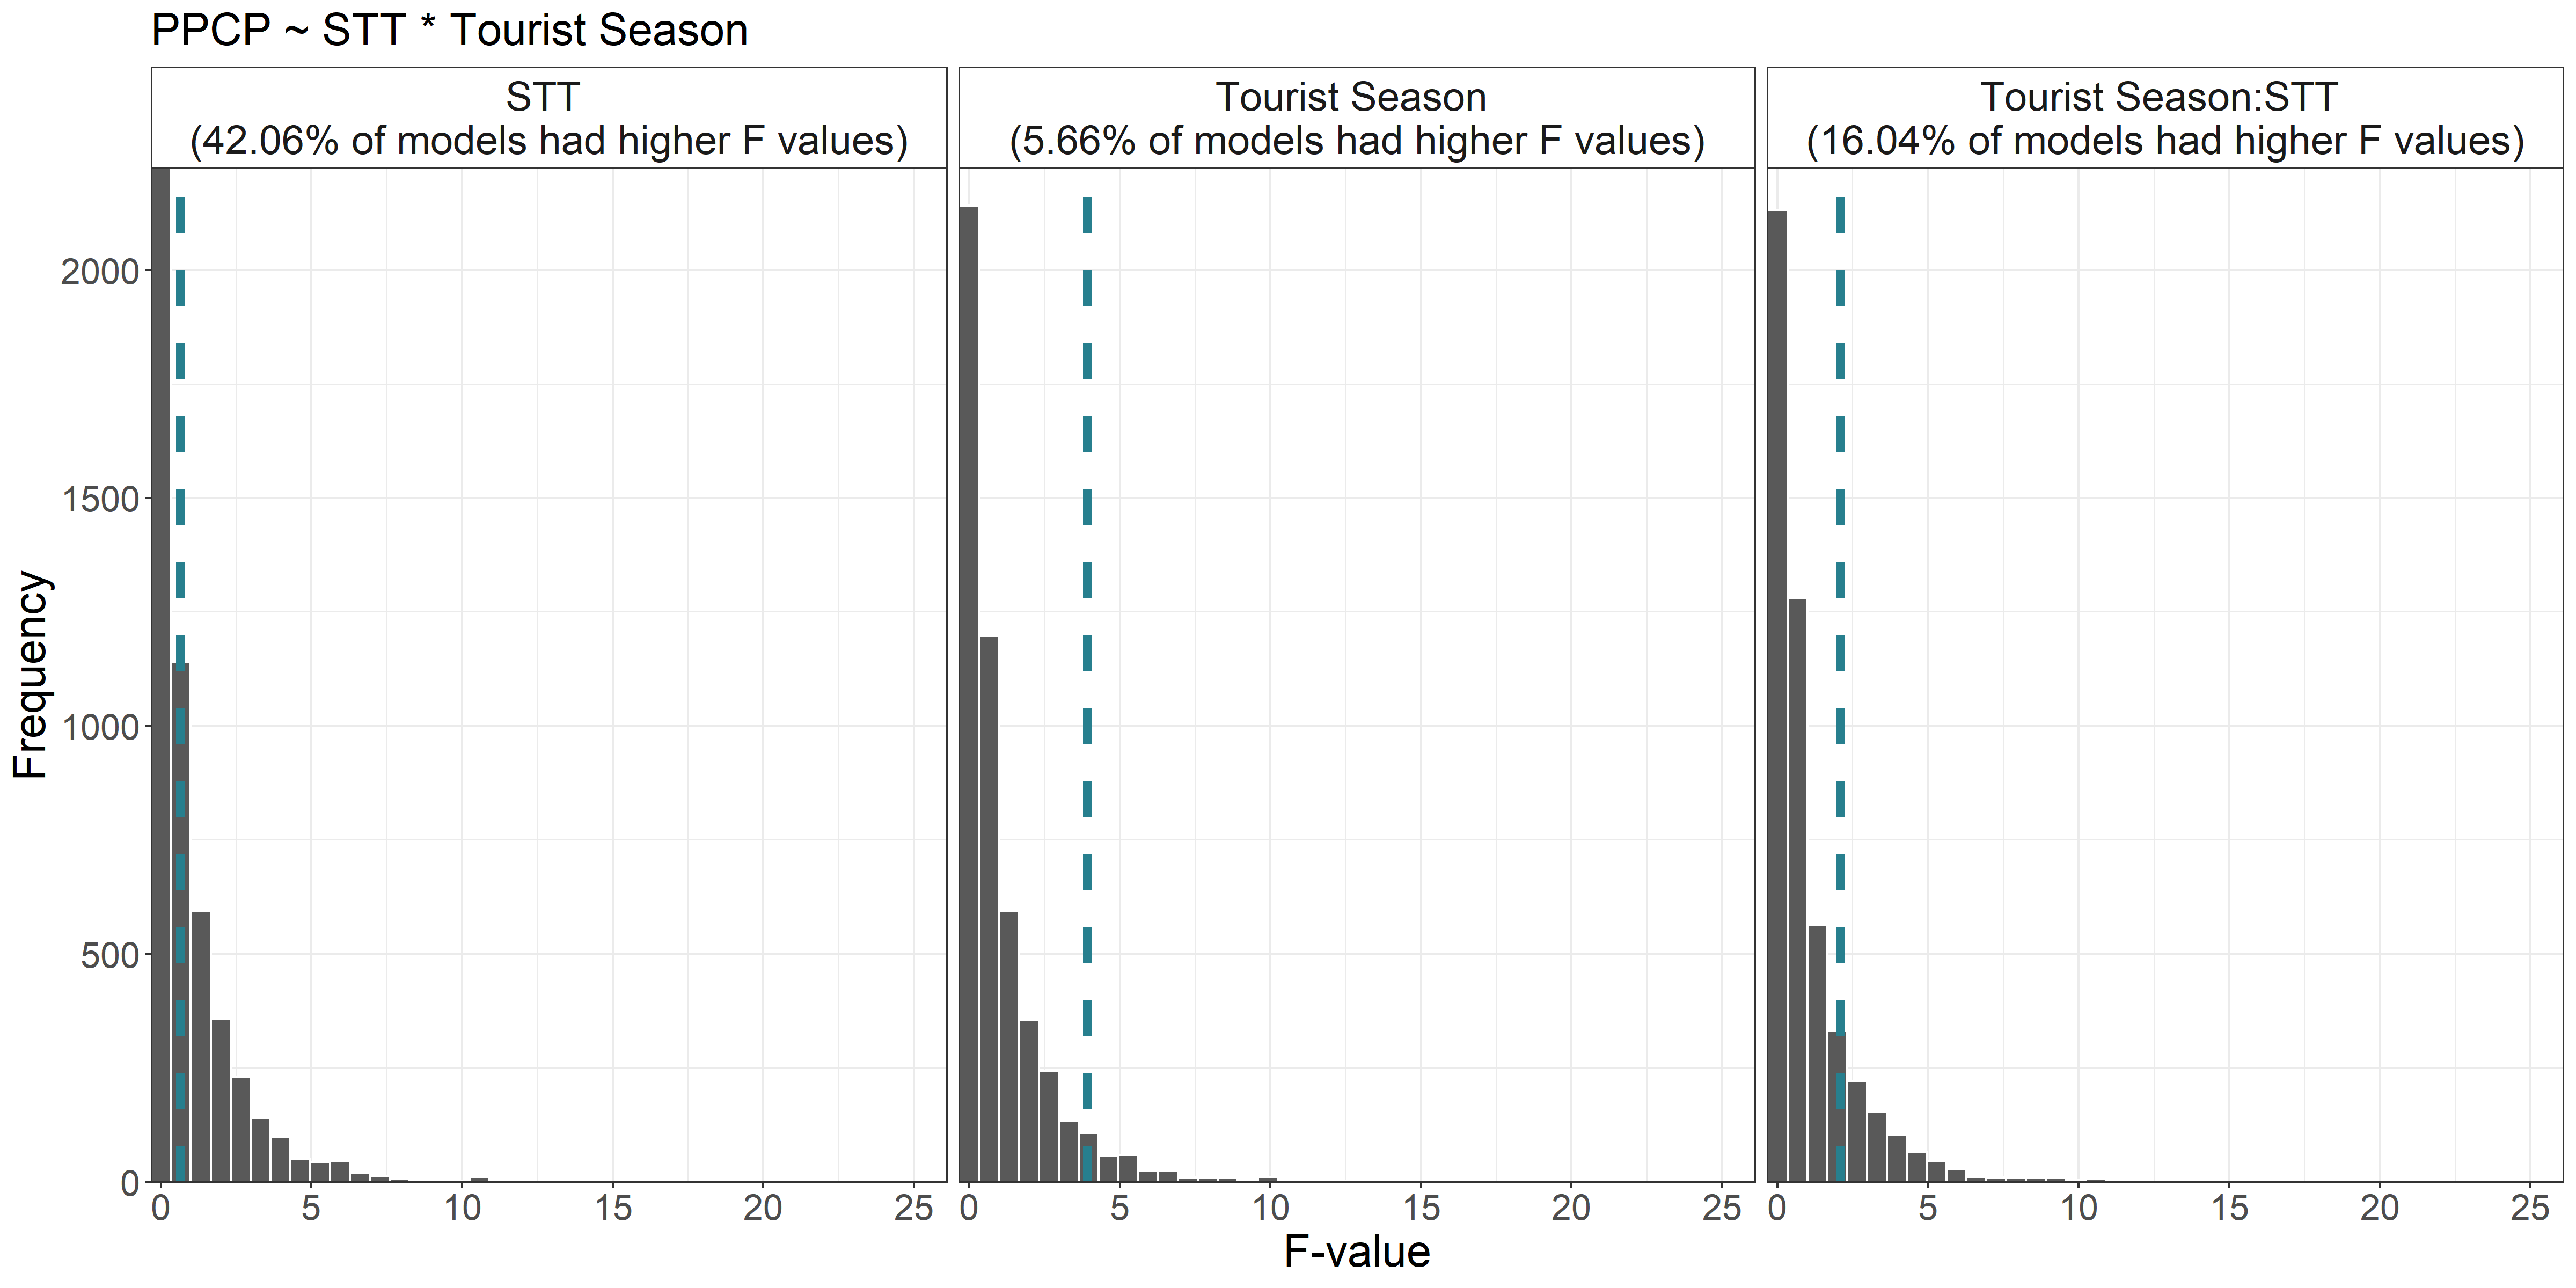 PPCP ~ STT * Tourist Season
STT
(42.06% of models had higher F values)
Tourist Season
(5.66% of models had higher F values)
Tourist Season:STT
(16.04% of models had higher F values)
Frequency
2000
1500
1000
500
0
0 5 10 15 20 25
0 5 10 15 20 25
0 5 10 15 20 25
F-value